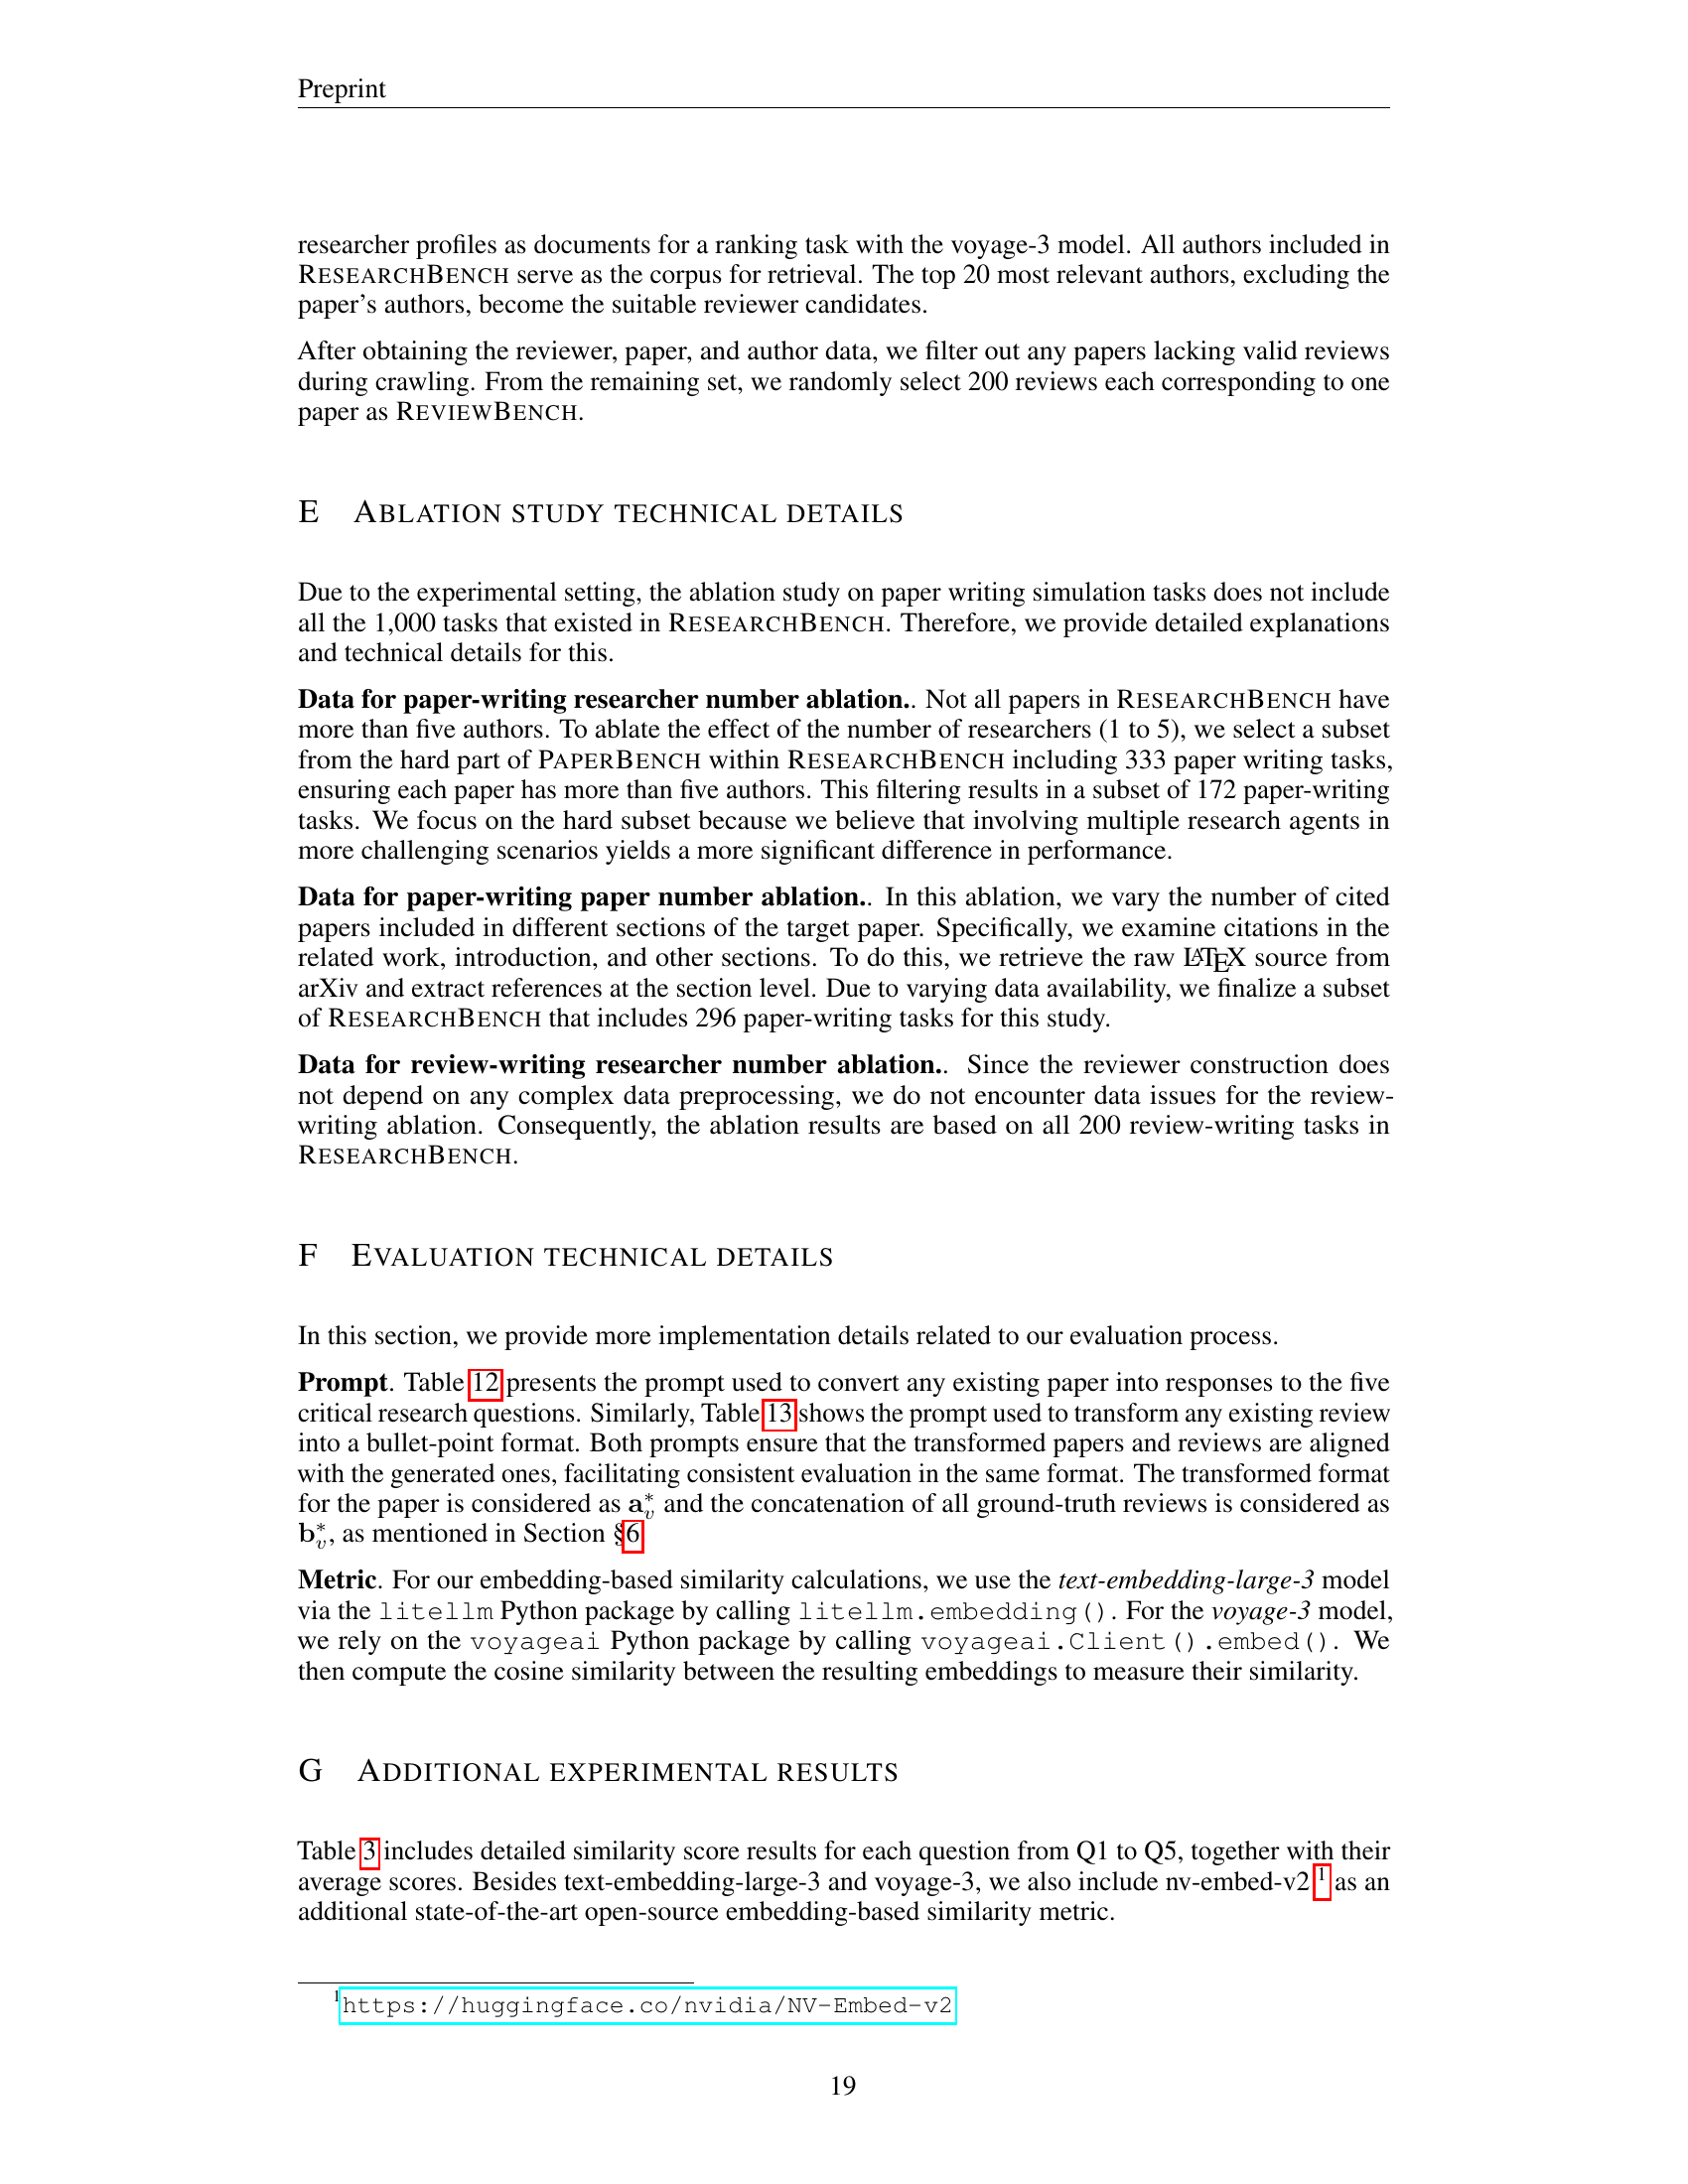 Preprint
researcher profiles as documents for a ranking task with the voyage-3 model. All authors included in
RESEARCHBENCH serve as the corpus for retrieval. The top 20 most relevant authors, excluding the
paper's authors, become the suitable reviewer candidates.
After obtaining the reviewer, paper, and author data, we filter out any papers lacking valid reviews
during crawling. From the remaining set, we randomly select 200 reviews each corresponding to one
paper as REVIEWBENCH.
E ABLATION STUDY TECHNICAL DETAILS
Due to the experimental setting, the ablation study on paper writing simulation tasks does not include
all the 1,000 tasks that existed in RESEARCHBENCH. Therefore, we provide detailed explanations
and technical details for this.
Data for paper-writing researcher number ablation.. Not all papers in RESEARCHBENCH have
more than five authors. To ablate the effect of the number of researchers (1 to 5), we select a subset
from the hard part of PAPERBENCH within RESEARCHBENCH including 333 paper writing tasks,
ensuring each paper has more than five authors. This filtering results in a subset of 172 paper-writing
tasks. We focus on the hard subset because we believe that involving multiple research agents in
more challenging scenarios yields a more significant difference in performance.
Data for paper-writing paper number ablation.. In this ablation, we vary the number of cited
papers included in different sections of the target paper. Specifically, we examine citations in the
related work, introduction, and other sections. To do this, we retrieve the raw LATEX source from
arXiv and extract references at the section level. Due to varying data availability, we finalize a subset
of RESEARCHBENCH that includes 296 paper-writing tasks for this study.
Data for review-writing researcher number ablation.. Since the reviewer construction does
not depend on any complex data preprocessing, we do not encounter data issues for the review-
writing ablation. Consequently, the ablation results are based on all 200 review-writing tasks in
RESEARCHBENCH.
F EVALUATION TECHNICAL DETAILS
In this section, we provide more implementation details related to our evaluation process.
Prompt. Table 12 presents the prompt used to convert any existing paper into responses to the five
critical research questions. Similarly, Table 13 shows the prompt used to transform any existing review
into a bullet-point format. Both prompts ensure that the transformed papers and reviews are aligned
with the generated ones, facilitating consistent evaluation in the same format. The transformed format
for the paper is considered as a*v and the concatenation of all ground-truth reviews is considered as
b*v, as mentioned in Section §6
Metric. For our embedding-based similarity calculations, we use the text-embedding-large-3 model
via the litellm Python package by calling litellm.embedding(). For the voyage-3 model,
we rely on the voyageai Python package by calling voyageai.Client().embed(). We
then compute the cosine similarity between the resulting embeddings to measure their similarity.
G ADDITIONAL EXPERIMENTAL RESULTS
Table 3 includes detailed similarity score results for each question from Q1 to Q5, together with their
average scores. Besides text-embedding-large-3 and voyage-3, we also include nv-embed-v2 1 as an
additional state-of-the-art open-source embedding-based similarity metric.
1 https://huggingface.co/nvidia/NV-Embed-v2
19